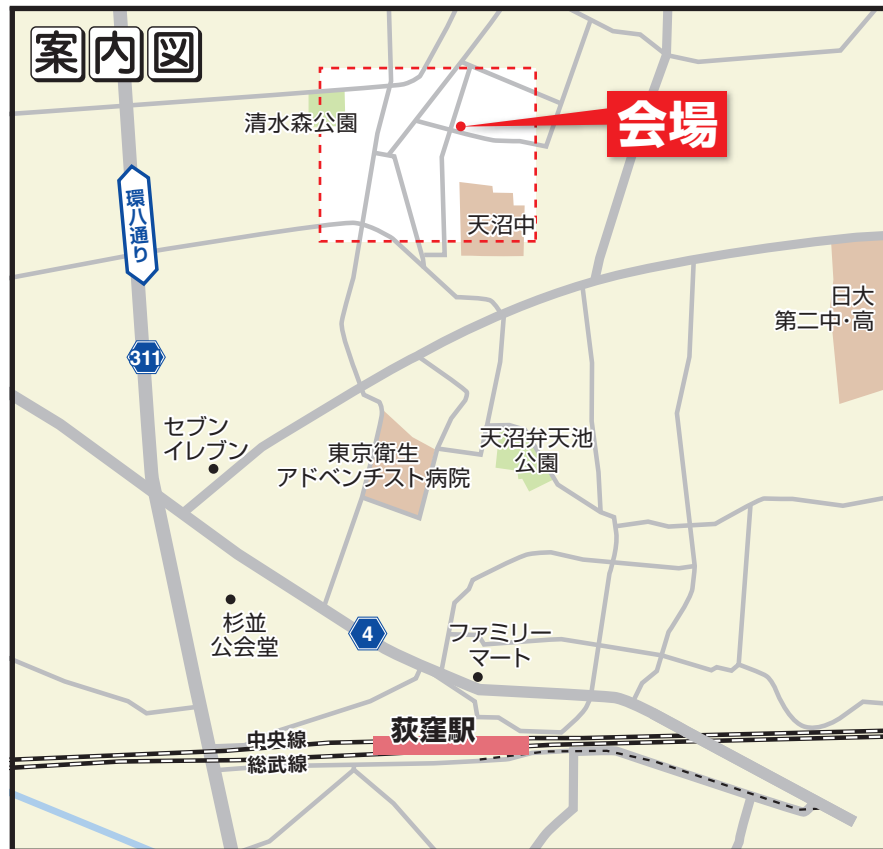 案内図
会場
清水森公園
天沼中
環八通り
日大
第二中・高
311
セブン
イレブン
東京衛生
アドベンチスト病院
天沼弁天池
公園
杉並
公会堂
4
ファミリー
マート
荻窪駅
中央線
総武線